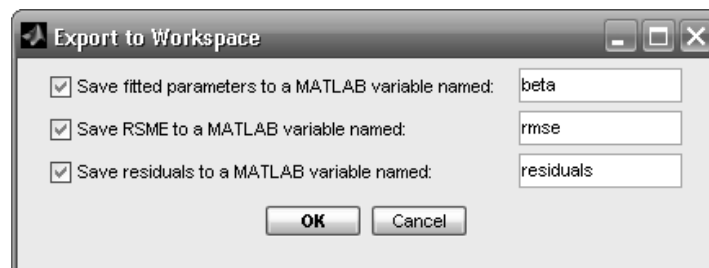 Export to Workspace
Save fitted parameters to a MATLAB variable named: beta
Save RSME to a MATLAB variable named: rmse
Save residuals to a MATLAB variable named: residuals
OK Cancel